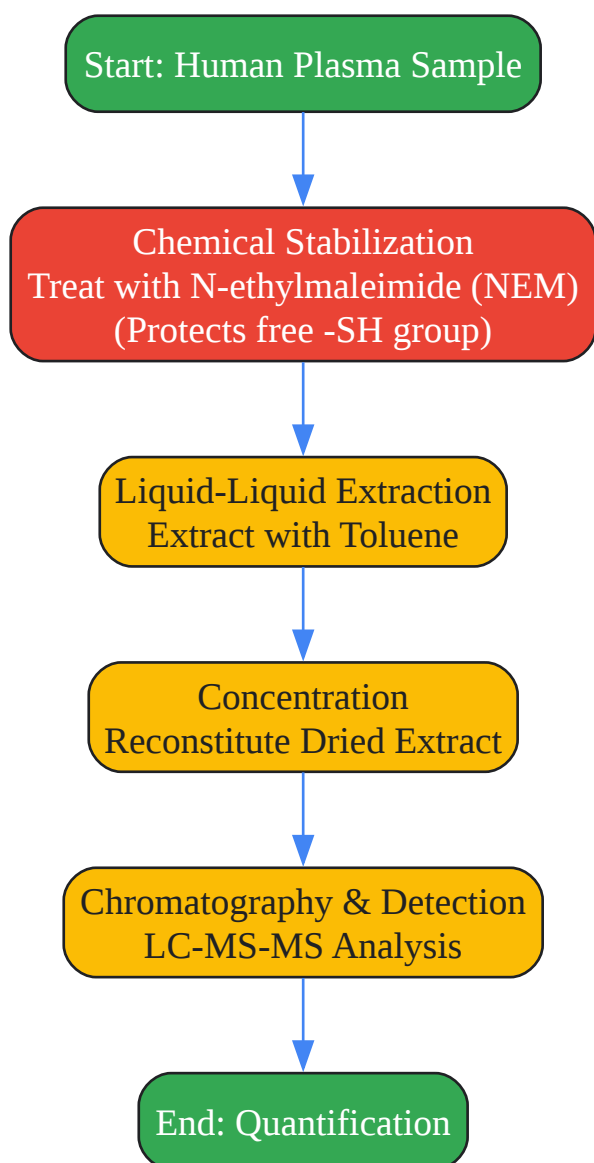 Start: Human Plasma Sample
Chemical Stabilization
Treat with N-ethylmaleimide (NEM)
(Protects free -SH group)
Liquid-Liquid Extraction
Extract with Toluene
Concentration
Reconstitute Dried Extract
Chromatography & Detection
LC-MS-MS Analysis
End: Quantification